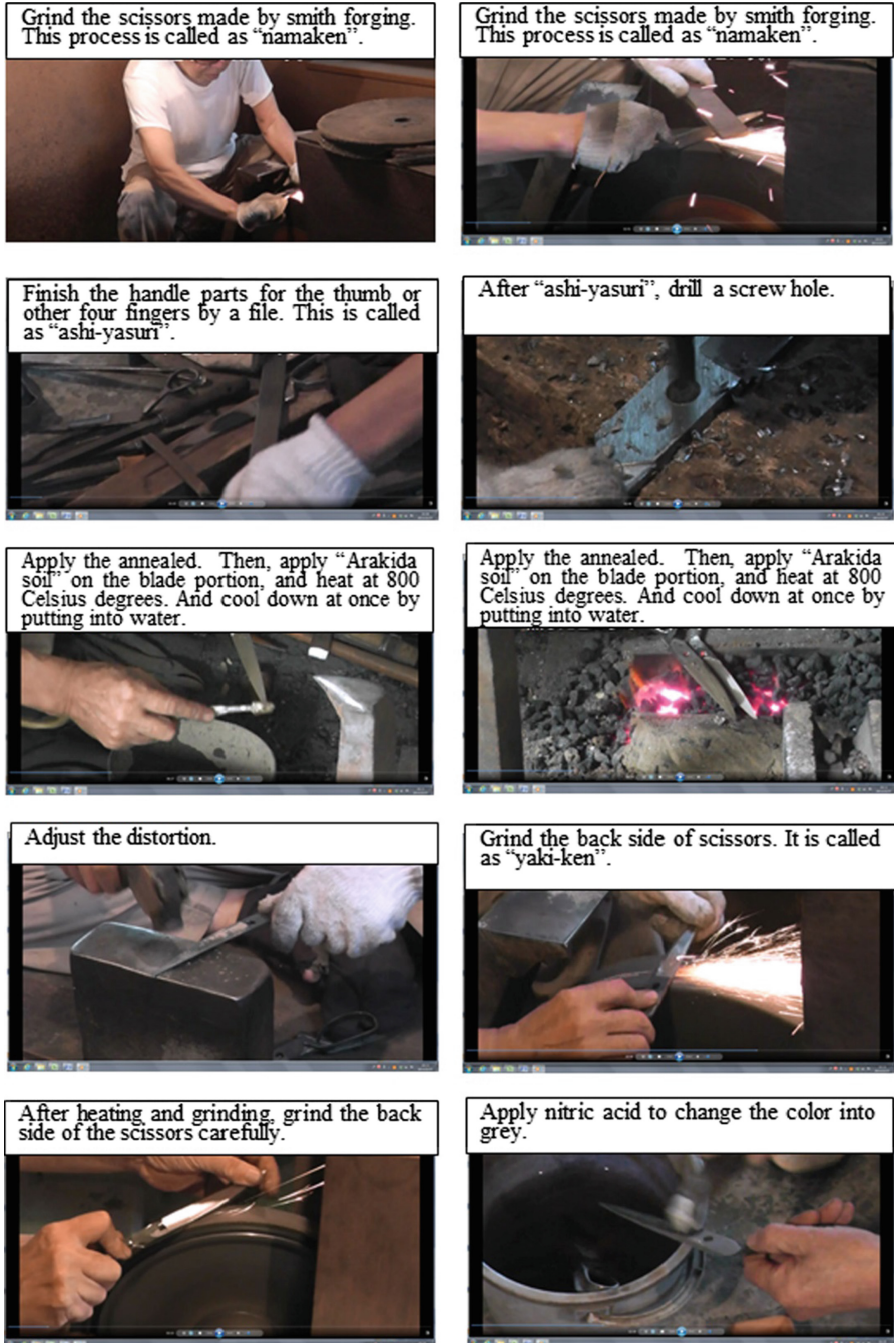 Grind the scissors made by smith forging.
This process is called as “namaken”.
Grind the scissors made by smith forging.
This process is called as “namaken”.
Finish the handle parts for the thumb or
other four fingers by a file. This is called
as “ashi-yasuri”.
After “ashi-yasuri”, drill a screw hole.
Apply the annealed. Then, apply “Arakida
soil” on the blade portion, and heat at 800
Celsius degrees. And cool down at once by
putting into water.
Apply the annealed. Then, apply “Arakida
soil” on the blade portion, and heat at 800
Celsius degrees. And cool down at once by
putting into water.
Adjust the distortion.
Grind the back side of scissors. It is called
as “yaki-ken”.
After heating and grinding, grind the back
side of the scissors carefully.
Apply nitric acid to change the color into
grey.